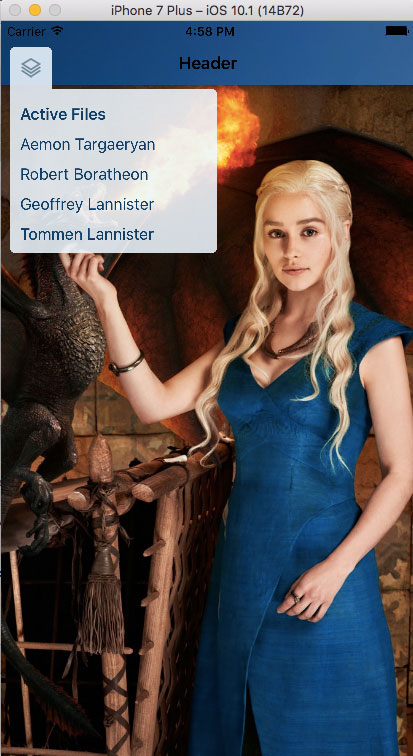 iPhone 7 Plus – iOS 10.1 (14B72)
Carrier 4:58 PM
Header
Active Files
Aemon Targaeryan
Robert Boratheon
Geoffrey Lannister
Tommen Lannister